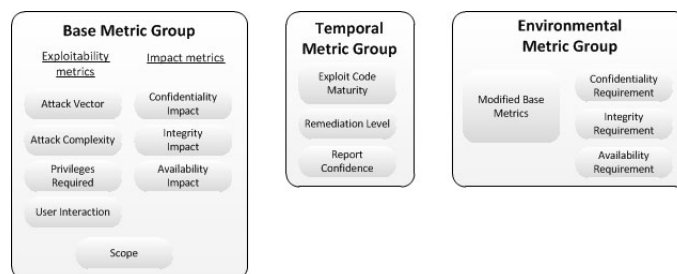 Base Metric Group
Exploitability
metrics
Impact metrics
Attack Vector
Attack Complexity
Privileges
Required
User Interaction
Confidentiality
Impact
Integrity
Impact
Availability
Impact
Scope
Temporal
Metric Group
Exploit Code
Maturity
Remediation Level
Report
Confidence
Environmental
Metric Group
Modified Base
Metrics
Confidentiality
Requirement
Integrity
Requirement
Availability
Requirement